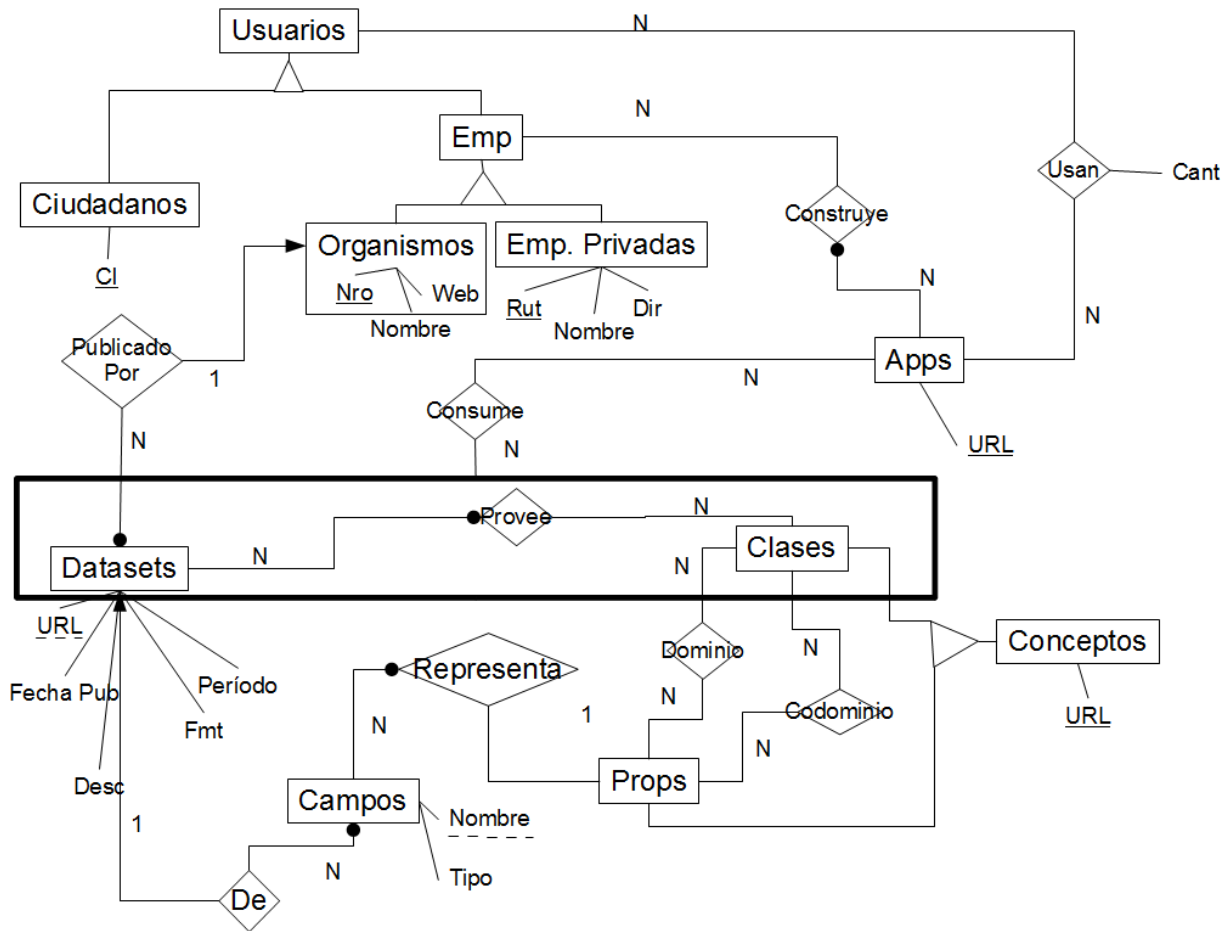 Usuarios
N
N
Emp
Usan
Cant
Ciudadanos
CI
Construye
Organismos
Nro
Web
Nombre
Emp. Privadas
Rut
Dir
Nombre
N
N
Publicado
Por
1
N
Apps
URL
N
Consume
N
Provee
N
N
Datasets
Clases
N
URL
Fecha Pub
Período
Fmt
Desc
Representa
Dominio
N
Conceptos
URL
N
1
N
Codominio
N
Props
Campos
Nombre
Tipo
1
N
De